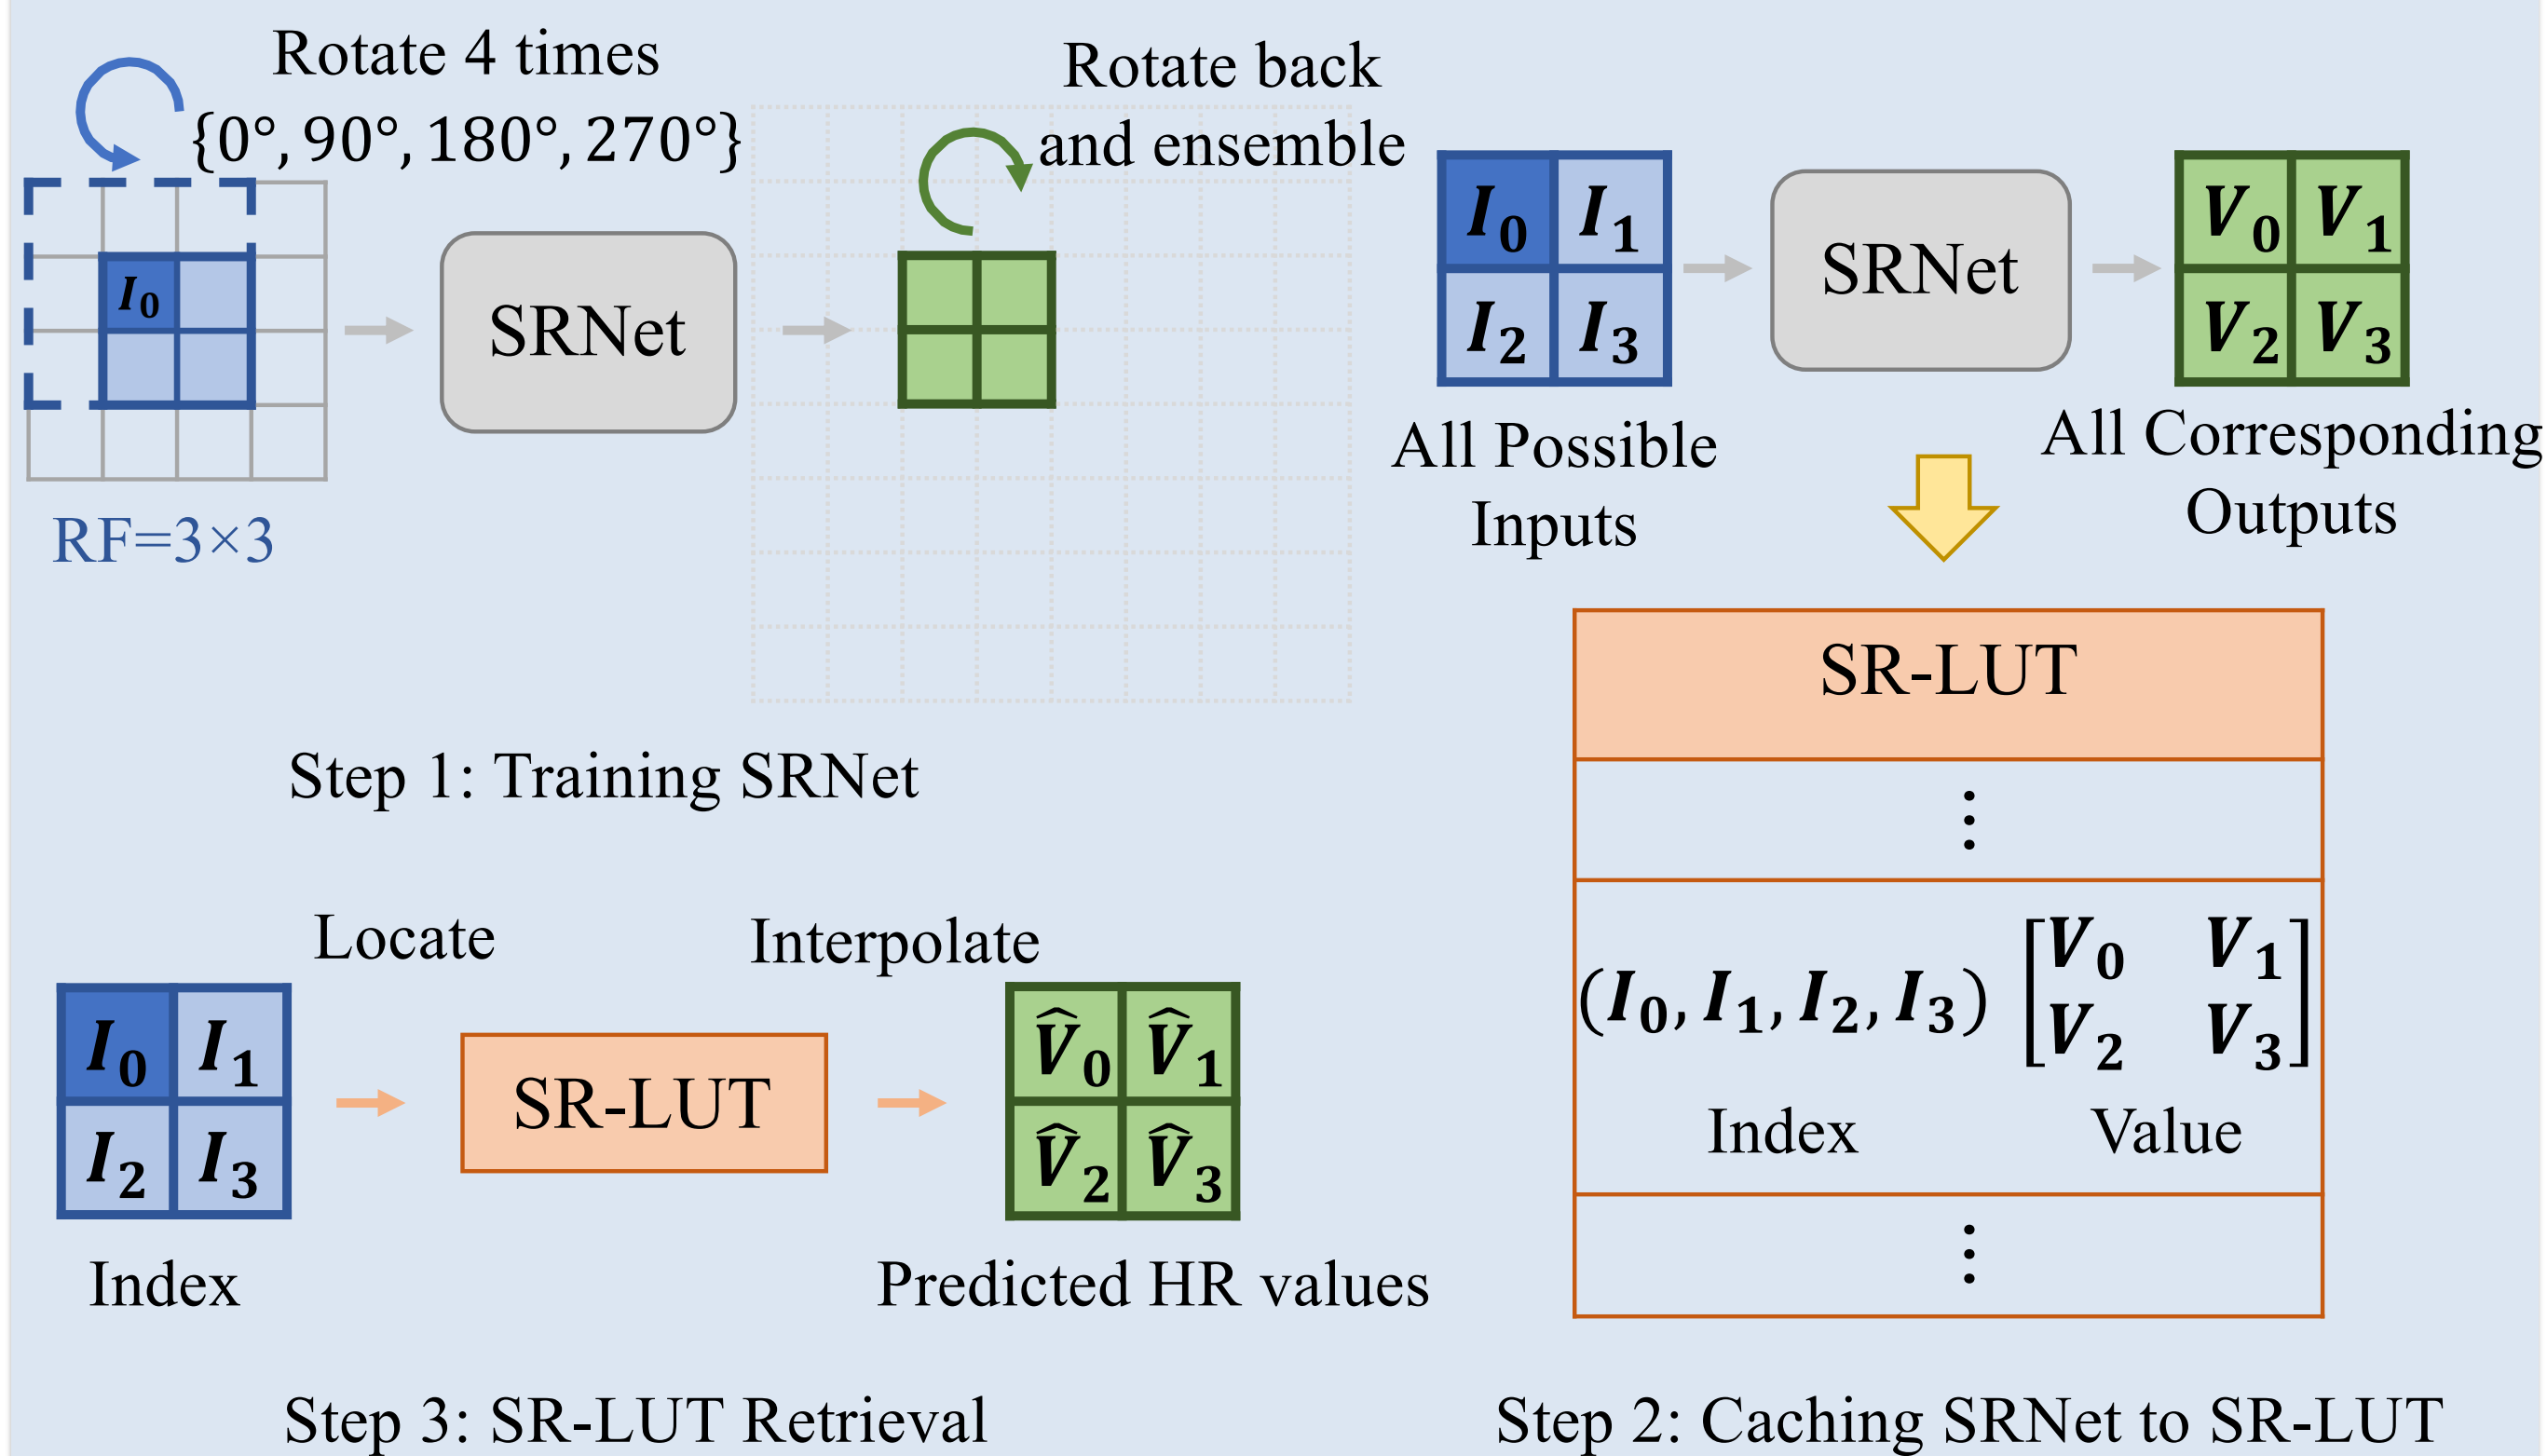 Rotate 4 times
{0°, 90°, 180°, 270°}
I0
RF=3×3
SRNet
Rotate back
and ensemble
Step 1: Training SRNet
I0 I1
I2 I3
All Possible
Inputs
SRNet
V0 V1
V2 V3
All Corresponding
Outputs
SR-LUT
⋮
(I0, I1, I2, I3) [V0 V1
V2 V3]
Index Value
⋮
Step 2: Caching SRNet to SR-LUT
Locate
I0 I1
I2 I3
Index
SR-LUT
Interpolate
V̂0 V̂1
V̂2 V̂3
Predicted HR values
Step 3: SR-LUT Retrieval